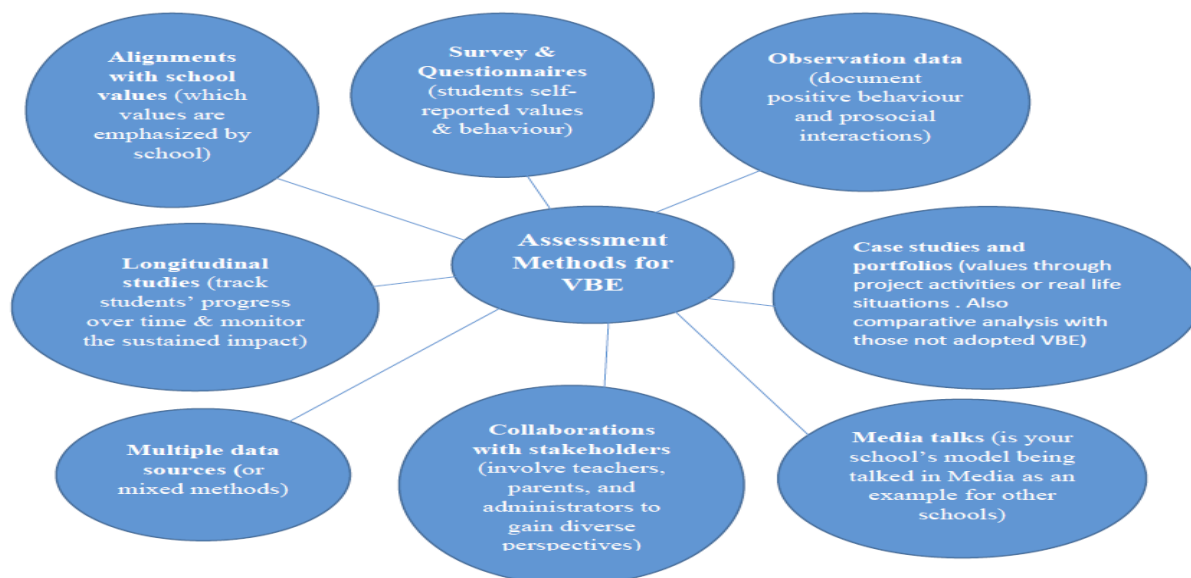 Alignments
with school
values (which
values are
emphasized by
school)
Survey &
Questionnaires
(students self-
reported values
& behaviour)
Observation data
(document
positive behaviour
and prosocial
interactions)
Assessment
Methods for
VBE
Longitudinal
studies (track
students' progress
over time & monitor
the sustained impact)
Case studies and
portfolios (values through
project activities or real life
situations . Also
comparative analysis with
those not adopted VBE)
Multiple data
sources (or
mixed methods)
Collaborations
with stakeholders
(involve teachers,
parents, and
administrators to
gain diverse
perspectives)
Media talks (is your
school's model being
talked in Media as an
example for other
schools)